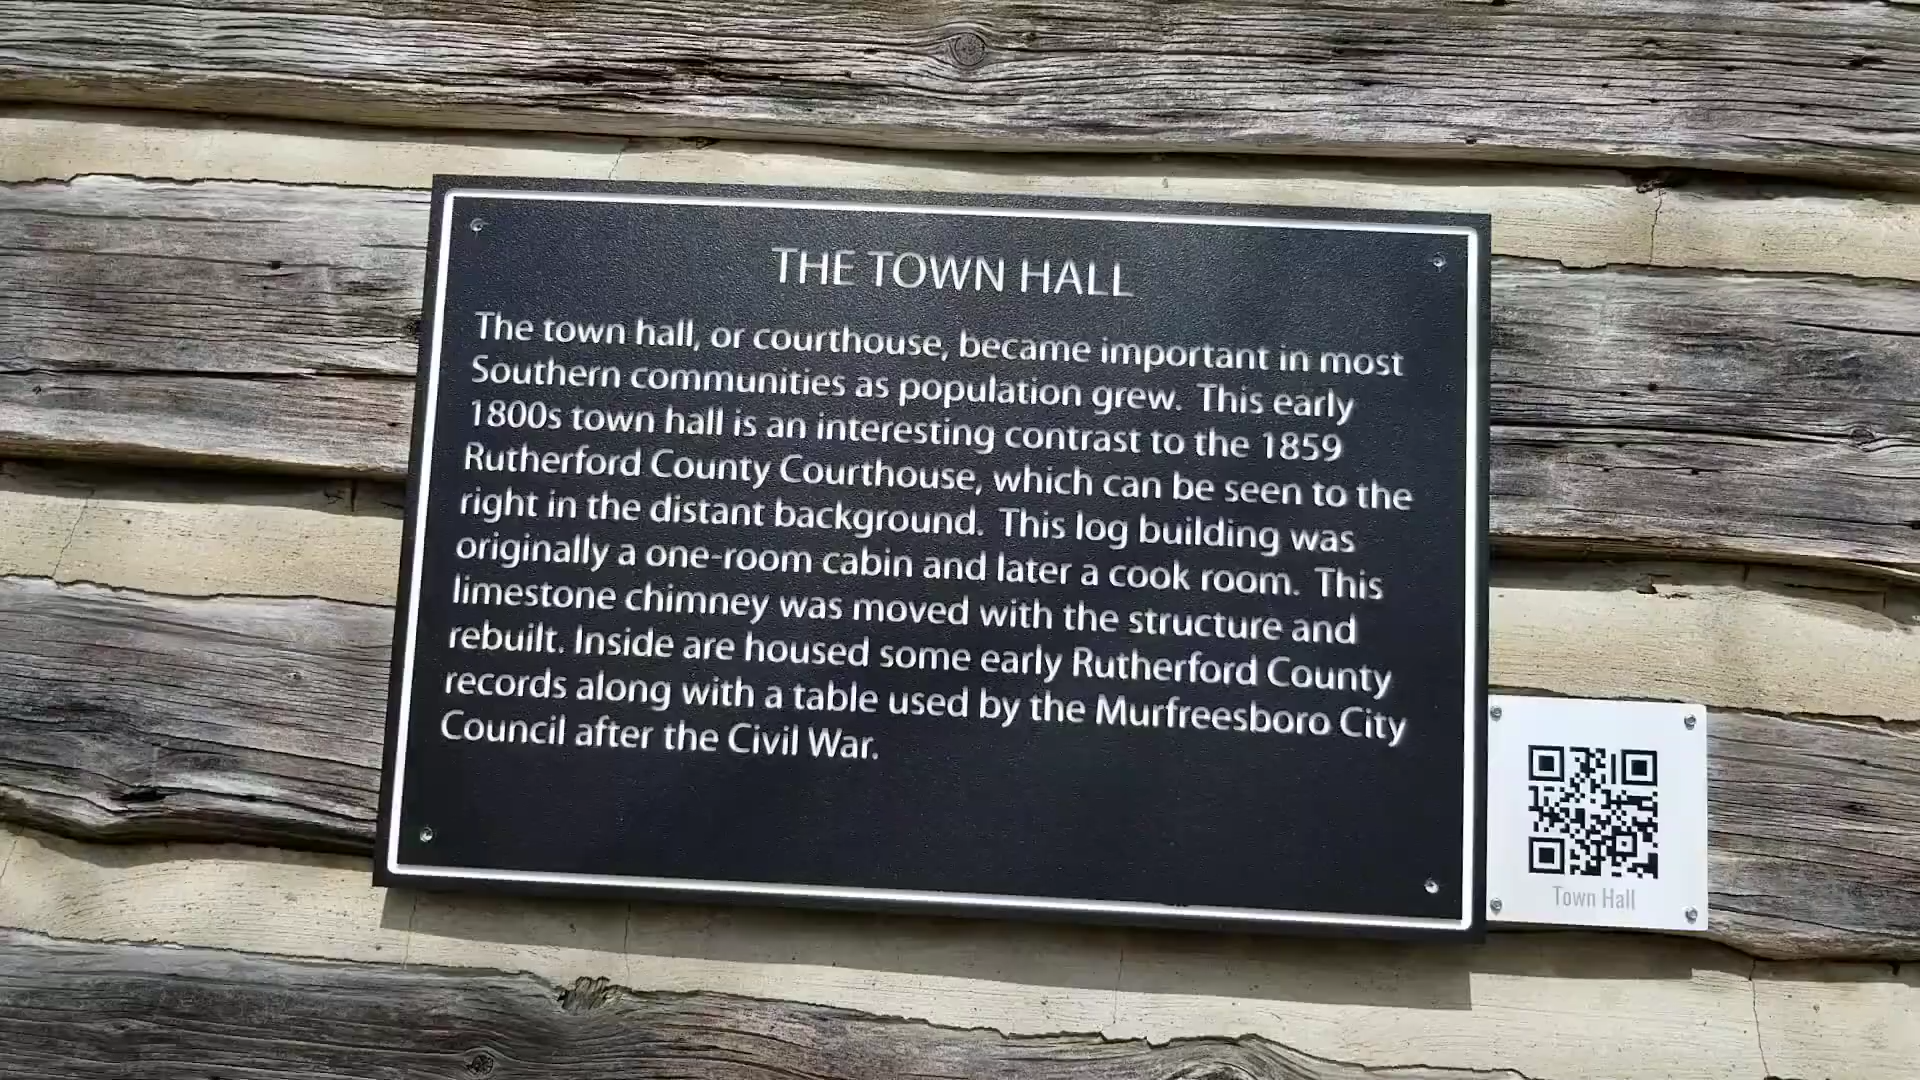 THE TOWN HALL
The town hall, or courthouse, became important in most
Southern communities as population grew. This early
1800s town hall is an interesting contrast to the 1859
Rutherford County Courthouse, which can be seen to the
right in the distant background. This log building was
originally a one-room cabin and later a cook room. This
limestone chimney was moved with the structure and
rebuilt. Inside are housed some early Rutherford County
records along with a table used by the Murfreesboro City
Council after the Civil War.
Town Hall